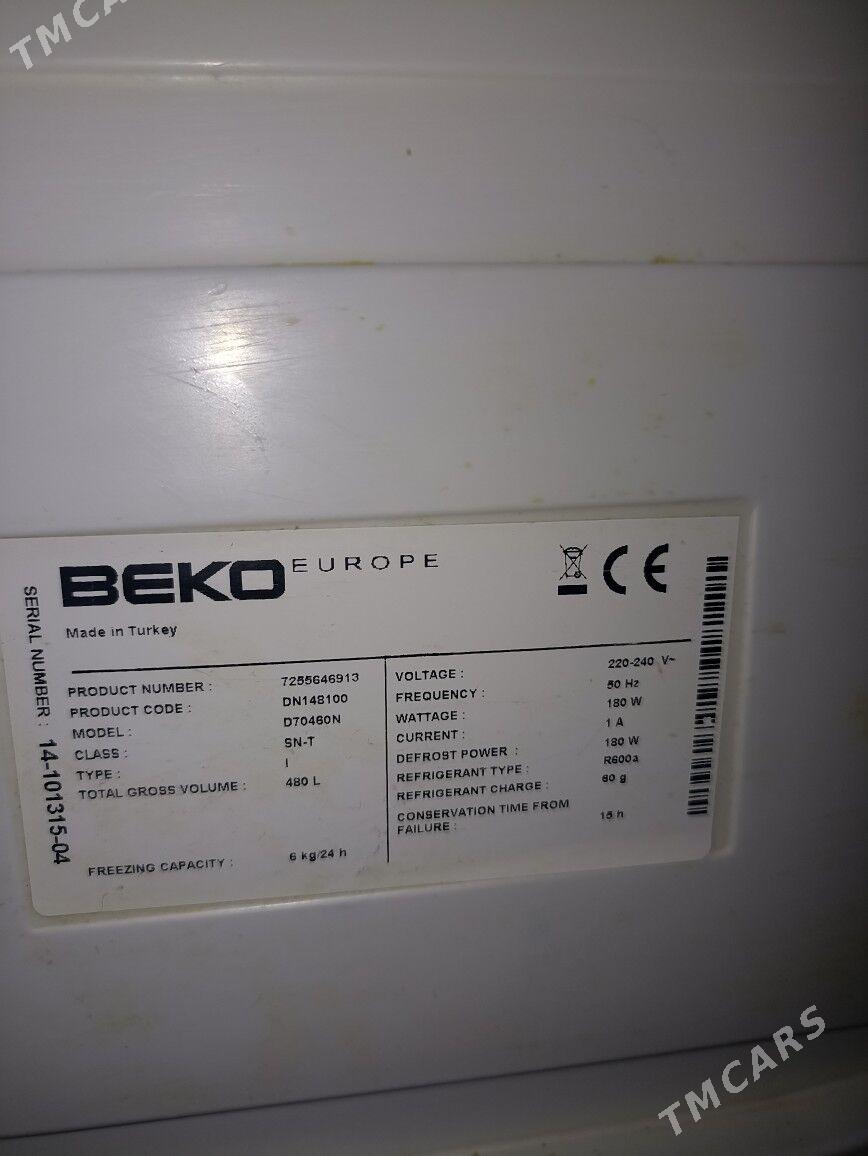 TMCA
BEKO EUROPE
CE
Made in Turkey
SERIAL NUMBER : 14-101315-04
PRODUCT NUMBER : 7255646913
PRODUCT CODE : DN148100
MODEL : D70460N
CLASS : SN-T
TYPE : I
TOTAL GROSS VOLUME : 480 L
FREEZING CAPACITY : 6 kg/24 h
VOLTAGE : 220-240 V~
FREQUENCY : 50 Hz
WATTAGE : 180 W
CURRENT : 1 A
DEFROST POWER : 180 W
REFRIGERANT TYPE : R600a
REFRIGERANT CHARGE : 60 g
CONSERVATION TIME FROM
FAILURE : 15 h
TMCARS